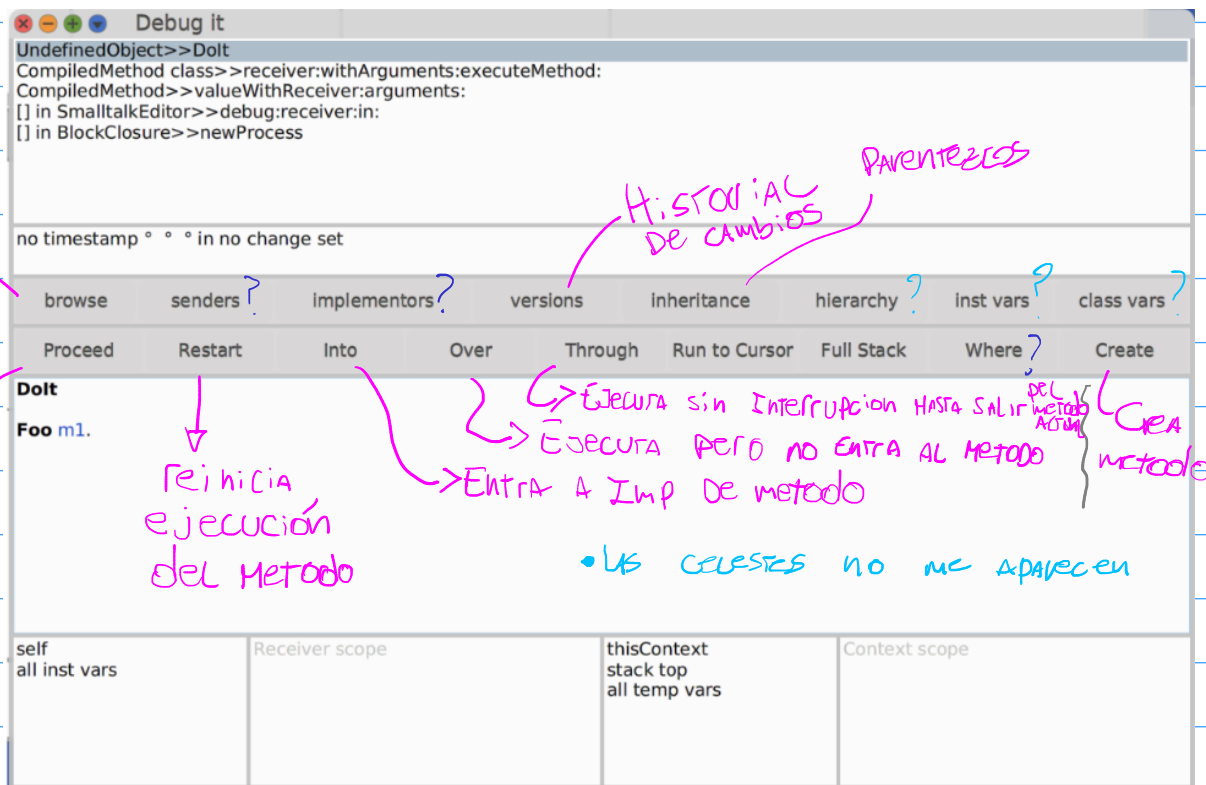 Debug it
UndefinedObject>>DoIt
CompiledMethod class>>receiver:withArguments:executeMethod:
CompiledMethod>>valueWithReceiver:arguments:
[] in SmalltalkEditor>>debug:receiver:in:
[] in BlockClosure>>newProcess
PARENTEZCOS
HiSTORiAL
DE CAMBIOS
no timestamp ° ° ° in no change set
browse senders ? implementors ? versions inheritance hierarchy ? inst vars ? class vars ?
Proceed Restart Into Over Through Run to Cursor Full Stack Where ? Create
DoIt
Foo m1.
EJECUTA sin InterrUPcion HASTA SALIR DEL METODO ACTUAL
EJECUTA PERO NO ENTRA AL METODO
CREA
METODO
ENtrA A Imp De metodo
reinicia
ejecución
del METODO
•LAS CELESTES no me APARECEN
self
all inst vars
Receiver scope
thisContext
stack top
all temp vars
Context scope